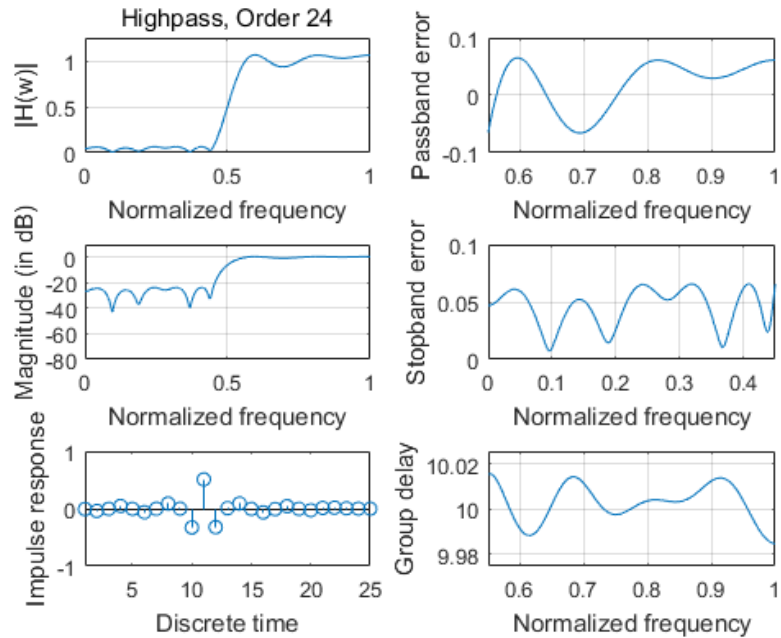 Highpass, Order 24
|H(w)|
1
0.5
0
0 0.5 1
Normalized frequency
Passband error
0.1
0
-0.1
0.6 0.7 0.8 0.9 1
Normalized frequency
Magnitude (in dB)
0
-20
-40
-60
-80
0 0.5 1
Normalized frequency
Stopband error
0.1
0.05
0
0 0.1 0.2 0.3 0.4
Normalized frequency
Impulse response
1
0
-1
5 10 15 20 25
Discrete time
Group delay
10.02
10
9.98
0.6 0.7 0.8 0.9 1
Normalized frequency